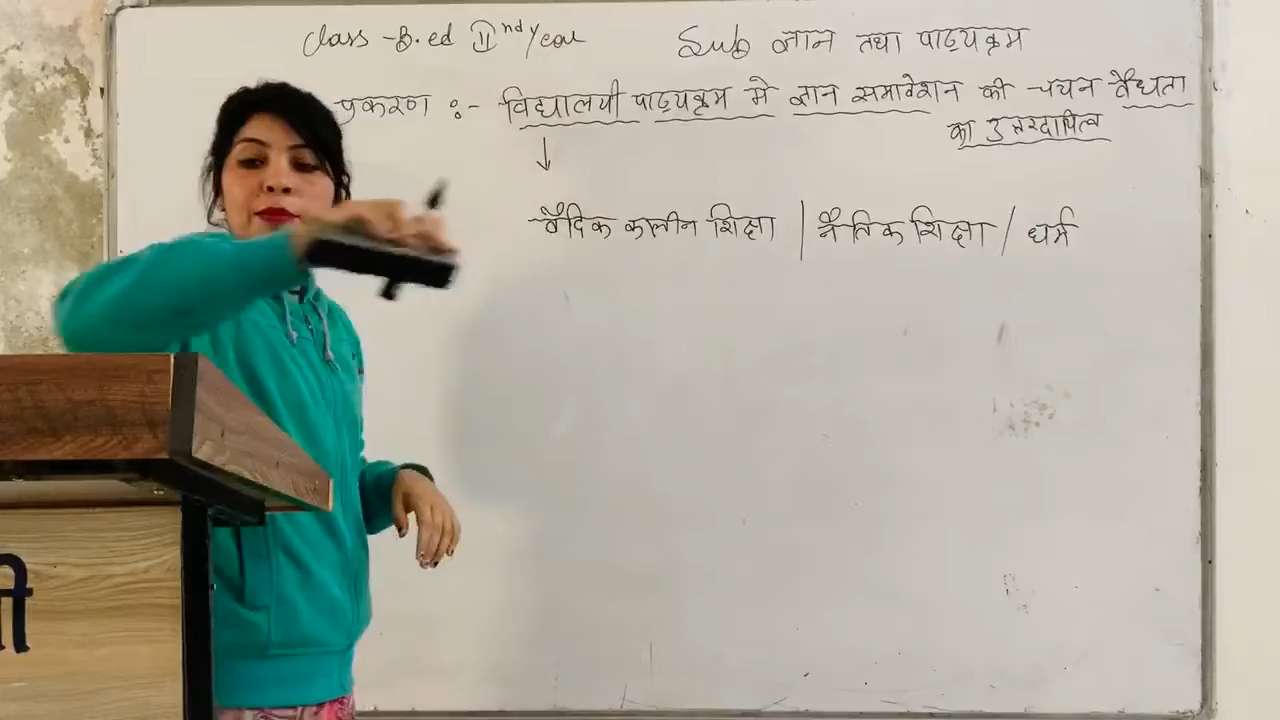 Class - B.ed IInd Year Sub ज्ञान तथा पाठ्यक्रम
प्रकरण :- विद्यालयी पाठ्यक्रम मे ज्ञान समावेशन की चयन वैधता
का उत्तरदायित्व
↓
वैदिक कालीन शिक्षा | नैतिक शिक्षा / धर्म